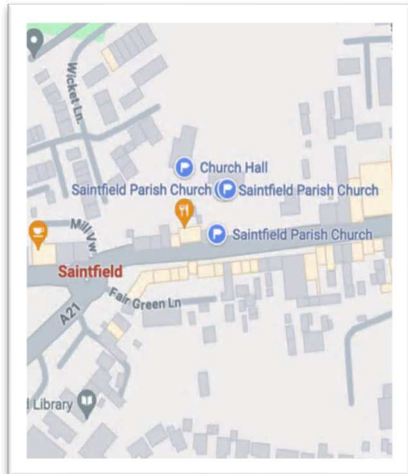 Wicket Ln.
Church Hall
Saintfield Parish Church
Saintfield Parish Church
Mill Vw
Saintfield Parish Church
Saintfield
Fair Green Ln
A21
l Library